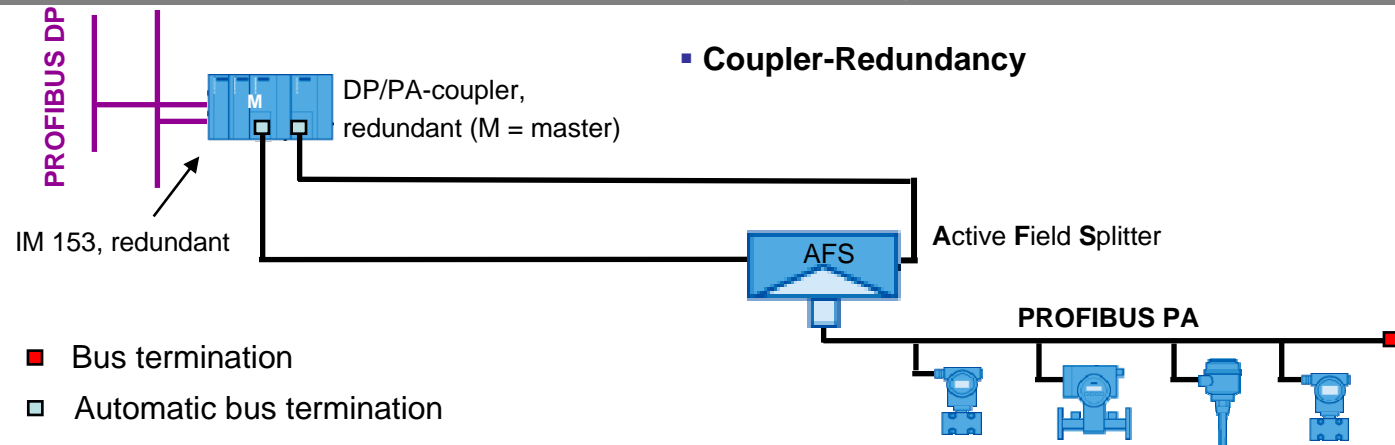 PROFIBUS DP
▪ Coupler-Redundancy
M
DP/PA-coupler,
redundant (M = master)
IM 153, redundant
Active Field Splitter
AFS
PROFIBUS PA
Bus termination
Automatic bus termination